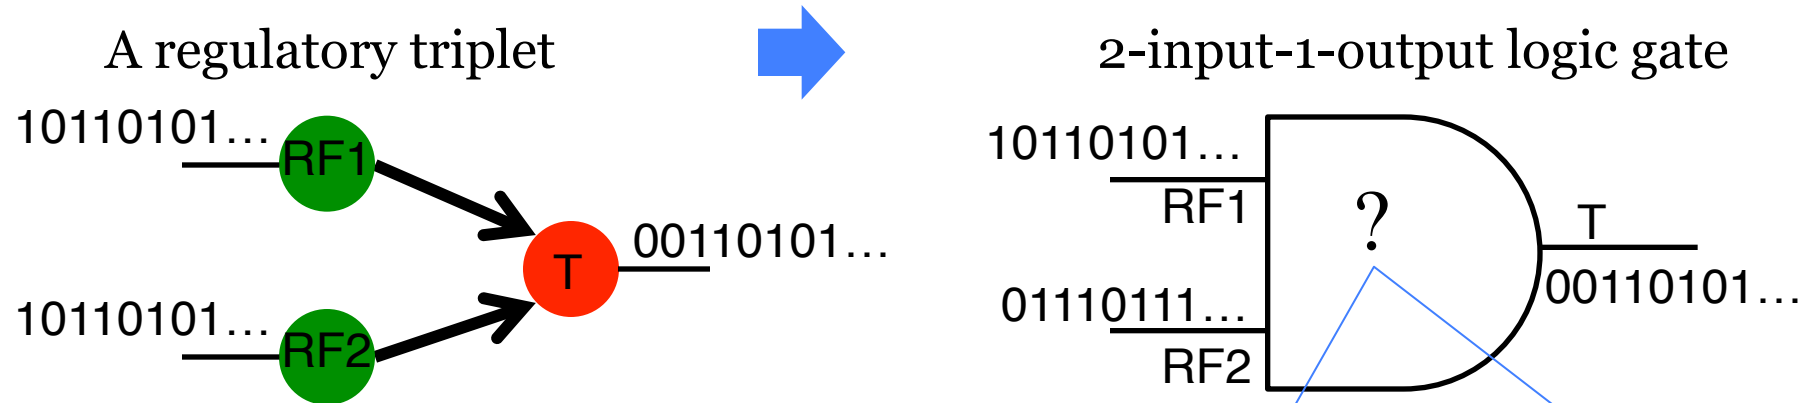 A regulatory triplet
2-input-1-output logic gate
10110101...
RF1
00110101...
T
10110101...
RF2
10110101...
RF1
?
T
00110101...
01110111...
RF2